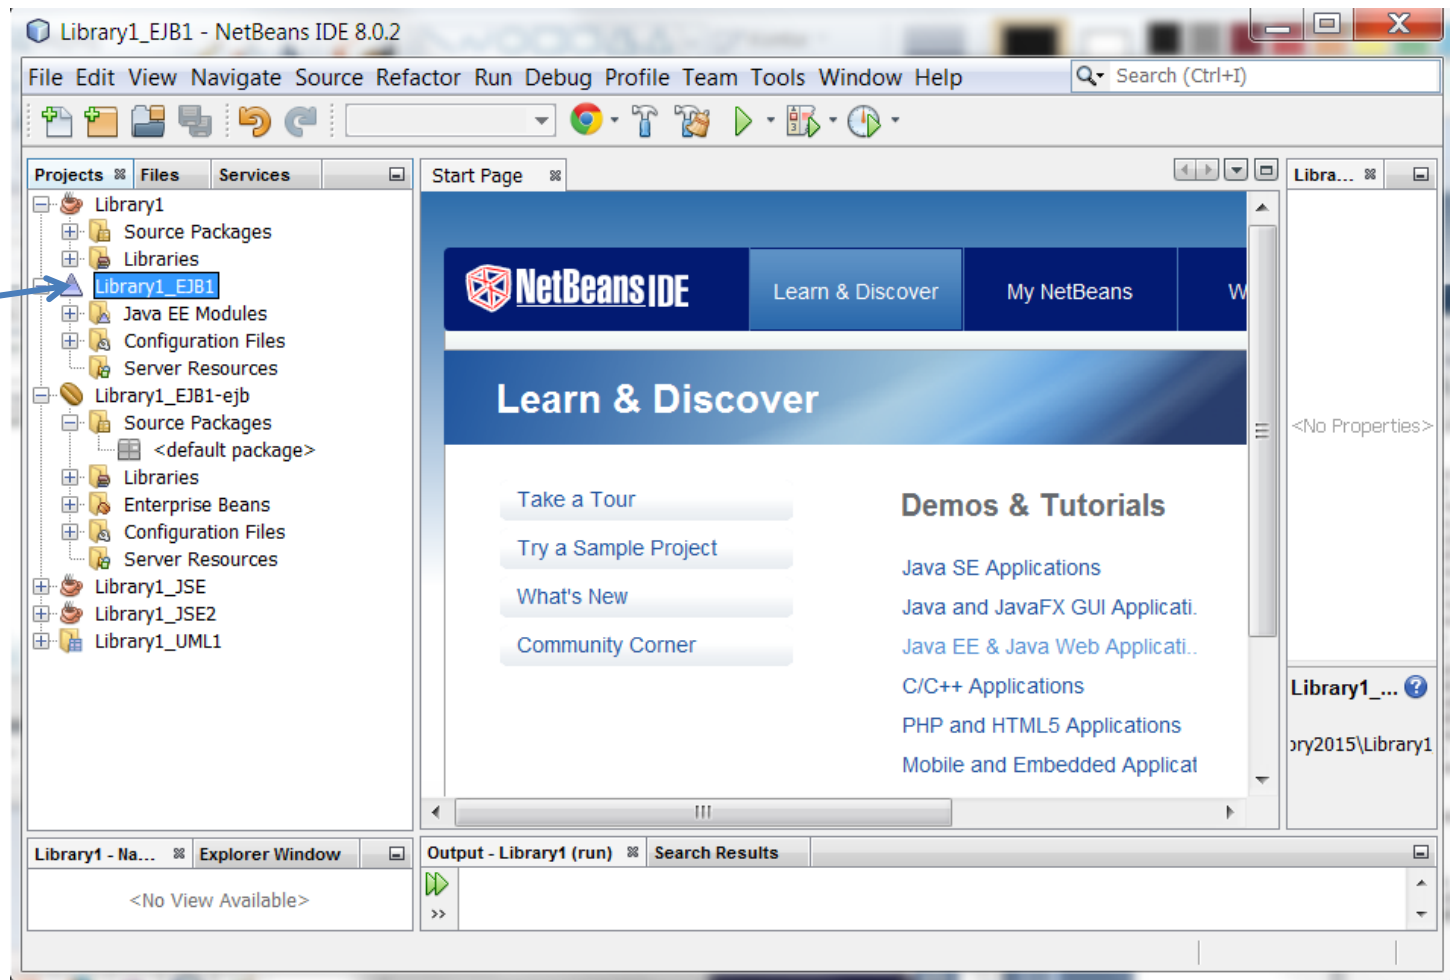 Library1_EJB1 - NetBeans IDE 8.0.2
File Edit View Navigate Source Refactor Run Debug Profile Team Tools Window Help
Search (Ctrl+I)
Projects Files Services
Library1
Source Packages
Libraries
Library1_EJB1
Java EE Modules
Configuration Files
Server Resources
Library1_EJB1-ejb
Source Packages
<default package>
Libraries
Enterprise Beans
Configuration Files
Server Resources
Library1_JSE
Library1_JSE2
Library1_UML1
Start Page
NetBeans IDE
Learn & Discover
My NetBeans
W
Learn & Discover
Take a Tour
Try a Sample Project
What's New
Community Corner
Demos & Tutorials
Java SE Applications
Java and JavaFX GUI Applicati.
Java EE & Java Web Applicati..
C/C++ Applications
PHP and HTML5 Applications
Mobile and Embedded Applicat
Libra...
<No Properties>
Library1_...
ory2015\Library1
Library1 - Na... Explorer Window
<No View Available>
Output - Library1 (run) Search Results